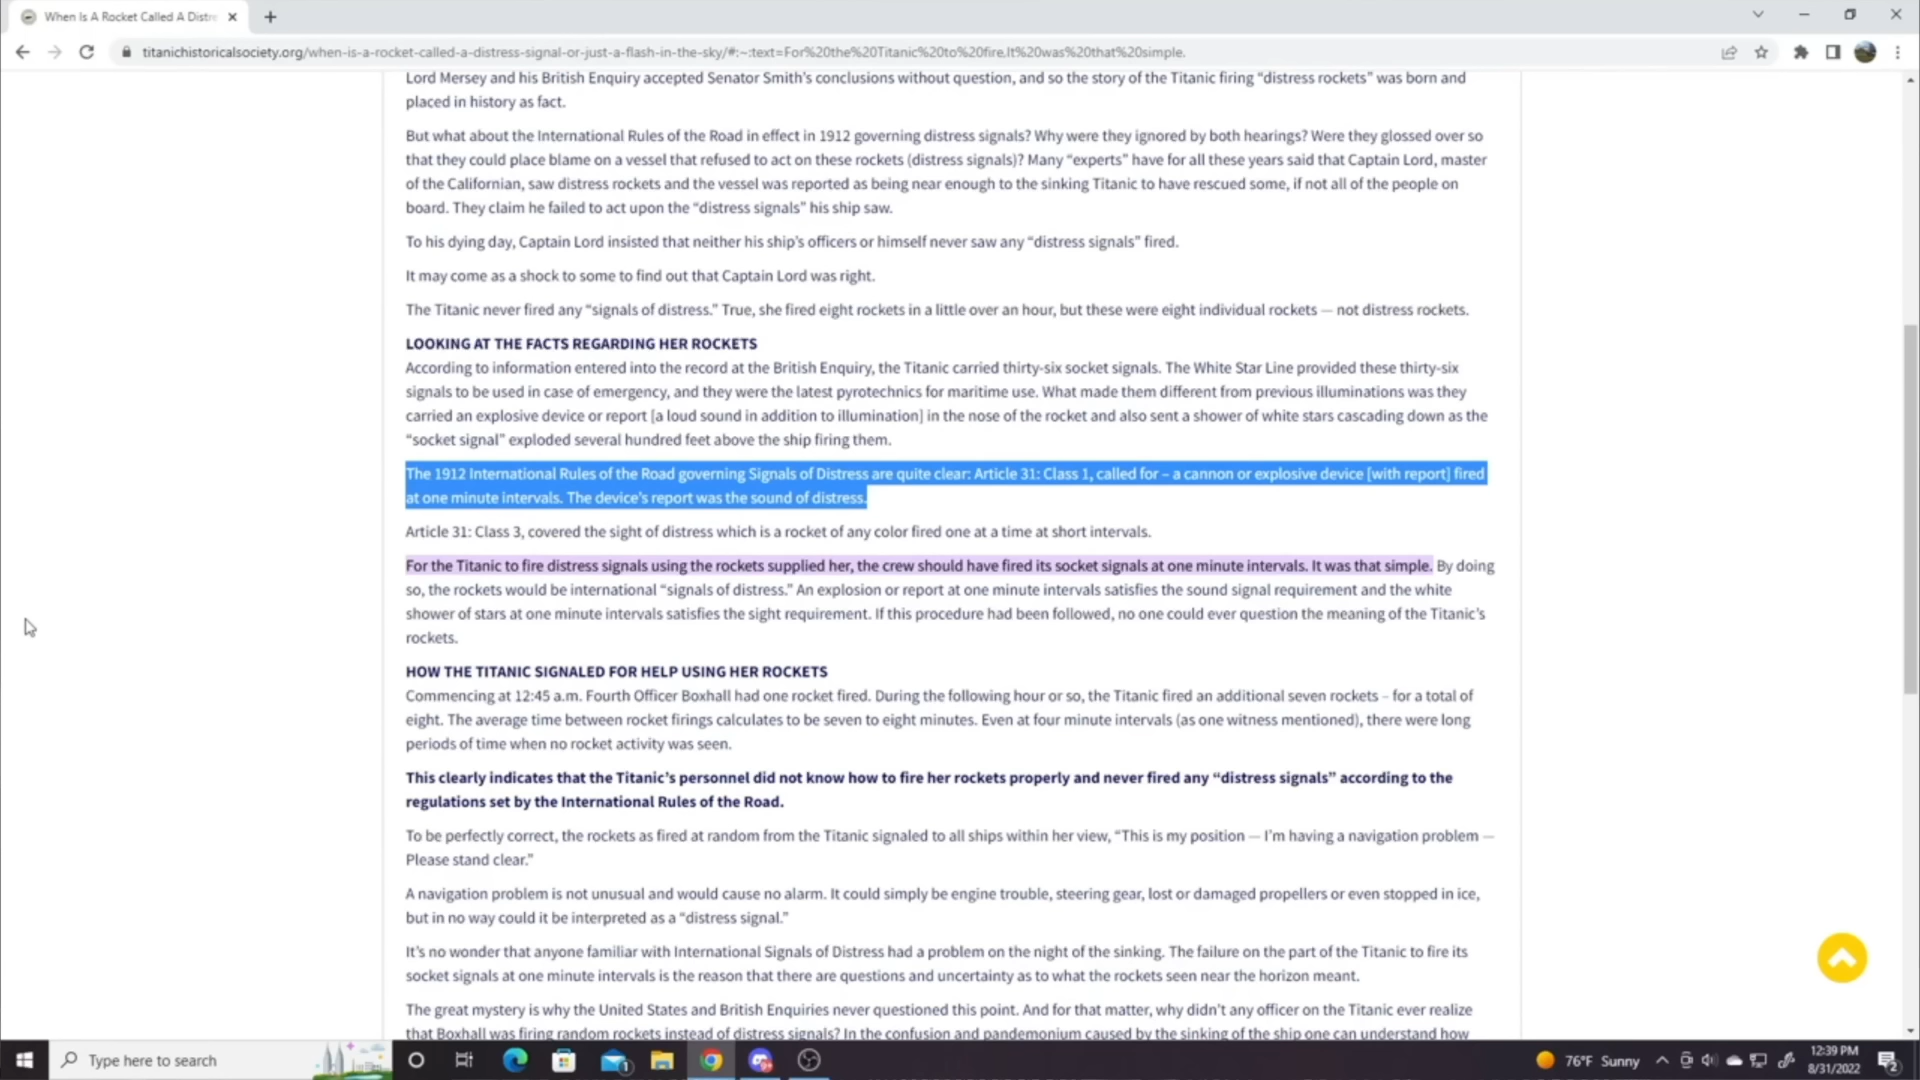 When Is A Rocket Called A Distre
titanichistoricalsociety.org/when-is-a-rocket-called-a-distress-signal-or-just-a-flash-in-the-sky/#:~:text=For%20the%20Titanic%20to%20fire,It%20was%20that%20simple.
Lord Mersey and his British Enquiry accepted Senator Smith’s conclusions without question, and so the story of the Titanic firing “distress rockets” was born and
placed in history as fact.
But what about the International Rules of the Road in effect in 1912 governing distress signals? Why were they ignored by both hearings? Were they glossed over so
that they could place blame on a vessel that refused to act on these rockets (distress signals)? Many “experts” have for all these years said that Captain Lord, master
of the Californian, saw distress rockets and the vessel was reported as being near enough to the sinking Titanic to have rescued some, if not all of the people on
board. They claim he failed to act upon the “distress signals” his ship saw.
To his dying day, Captain Lord insisted that neither his ship’s officers or himself never saw any “distress signals” fired.
It may come as a shock to some to find out that Captain Lord was right.
The Titanic never fired any “signals of distress.” True, she fired eight rockets in a little over an hour, but these were eight individual rockets — not distress rockets.
LOOKING AT THE FACTS REGARDING HER ROCKETS
According to information entered into the record at the British Enquiry, the Titanic carried thirty-six socket signals. The White Star Line provided these thirty-six
signals to be used in case of emergency, and they were the latest pyrotechnics for maritime use. What made them different from previous illuminations was they
carried an explosive device or report [a loud sound in addition to illumination] in the nose of the rocket and also sent a shower of white stars cascading down as the
“socket signal” exploded several hundred feet above the ship firing them.
The 1912 International Rules of the Road governing Signals of Distress are quite clear: Article 31: Class 1, called for – a cannon or explosive device [with report] fired
at one minute intervals. The device’s report was the sound of distress.
Article 31: Class 3, covered the sight of distress which is a rocket of any color fired one at a time at short intervals.
For the Titanic to fire distress signals using the rockets supplied her, the crew should have fired its socket signals at one minute intervals. It was that simple. By doing
so, the rockets would be international “signals of distress.” An explosion or report at one minute intervals satisfies the sound signal requirement and the white
shower of stars at one minute intervals satisfies the sight requirement. If this procedure had been followed, no one could ever question the meaning of the Titanic’s
rockets.
HOW THE TITANIC SIGNALED FOR HELP USING HER ROCKETS
Commencing at 12:45 a.m. Fourth Officer Boxhall had one rocket fired. During the following hour or so, the Titanic fired an additional seven rockets – for a total of
eight. The average time between rocket firings calculates to be seven to eight minutes. Even at four minute intervals (as one witness mentioned), there were long
periods of time when no rocket activity was seen.
This clearly indicates that the Titanic’s personnel did not know how to fire her rockets properly and never fired any “distress signals” according to the
regulations set by the International Rules of the Road.
To be perfectly correct, the rockets as fired at random from the Titanic signaled to all ships within her view, “This is my position — I’m having a navigation problem —
Please stand clear.”
A navigation problem is not unusual and would cause no alarm. It could simply be engine trouble, steering gear, lost or damaged propellers or even stopped in ice,
but in no way could it be interpreted as a “distress signal.”
It’s no wonder that anyone familiar with International Signals of Distress had a problem on the night of the sinking. The failure on the part of the Titanic to fire its
socket signals at one minute intervals is the reason that there are questions and uncertainty as to what the rockets seen near the horizon meant.
The great mystery is why the United States and British Enquiries never questioned this point. And for that matter, why didn’t any officer on the Titanic ever realize
that Boxhall was firing random rockets instead of distress signals? In the confusion and pandemonium caused by the sinking of the ship one can understand how
Type here to search
1
76°F Sunny
12:39 PM
8/31/2022
2